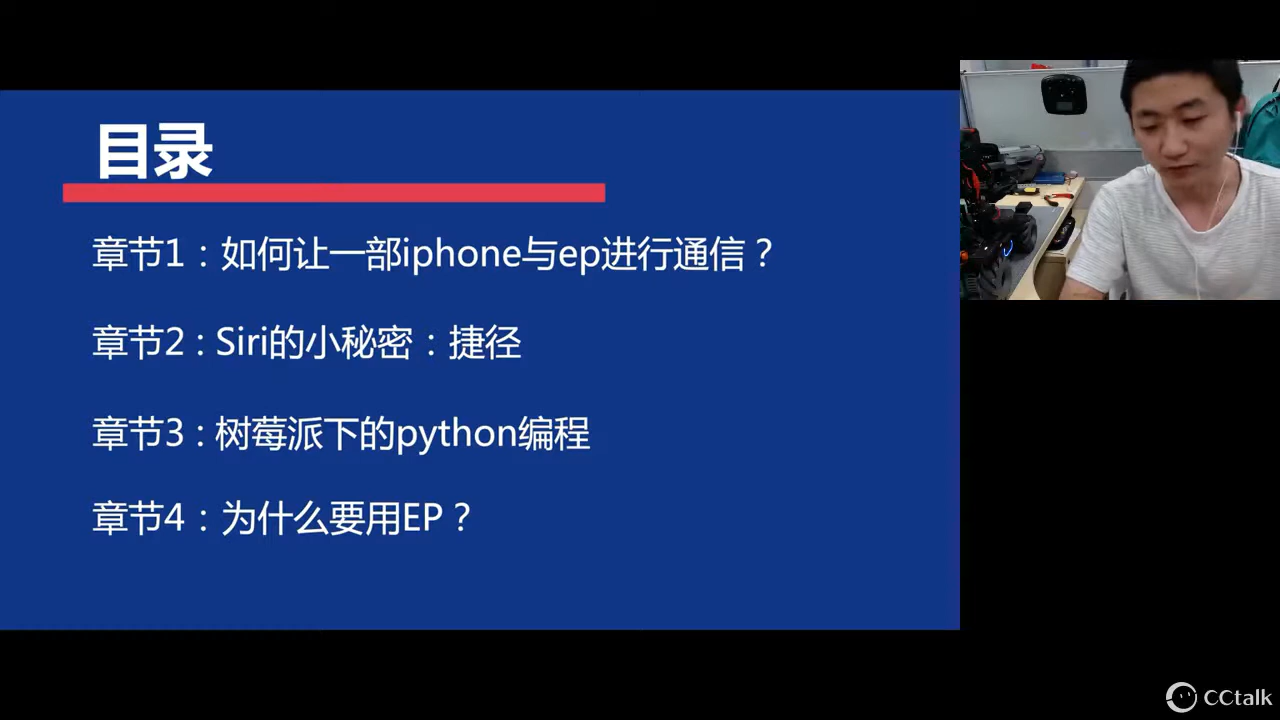 目录
章节1：如何让一部iphone与ep进行通信？
章节2 : Siri的小秘密：捷径
章节3 : 树莓派下的python编程
章节4：为什么要用EP？
CCtalk